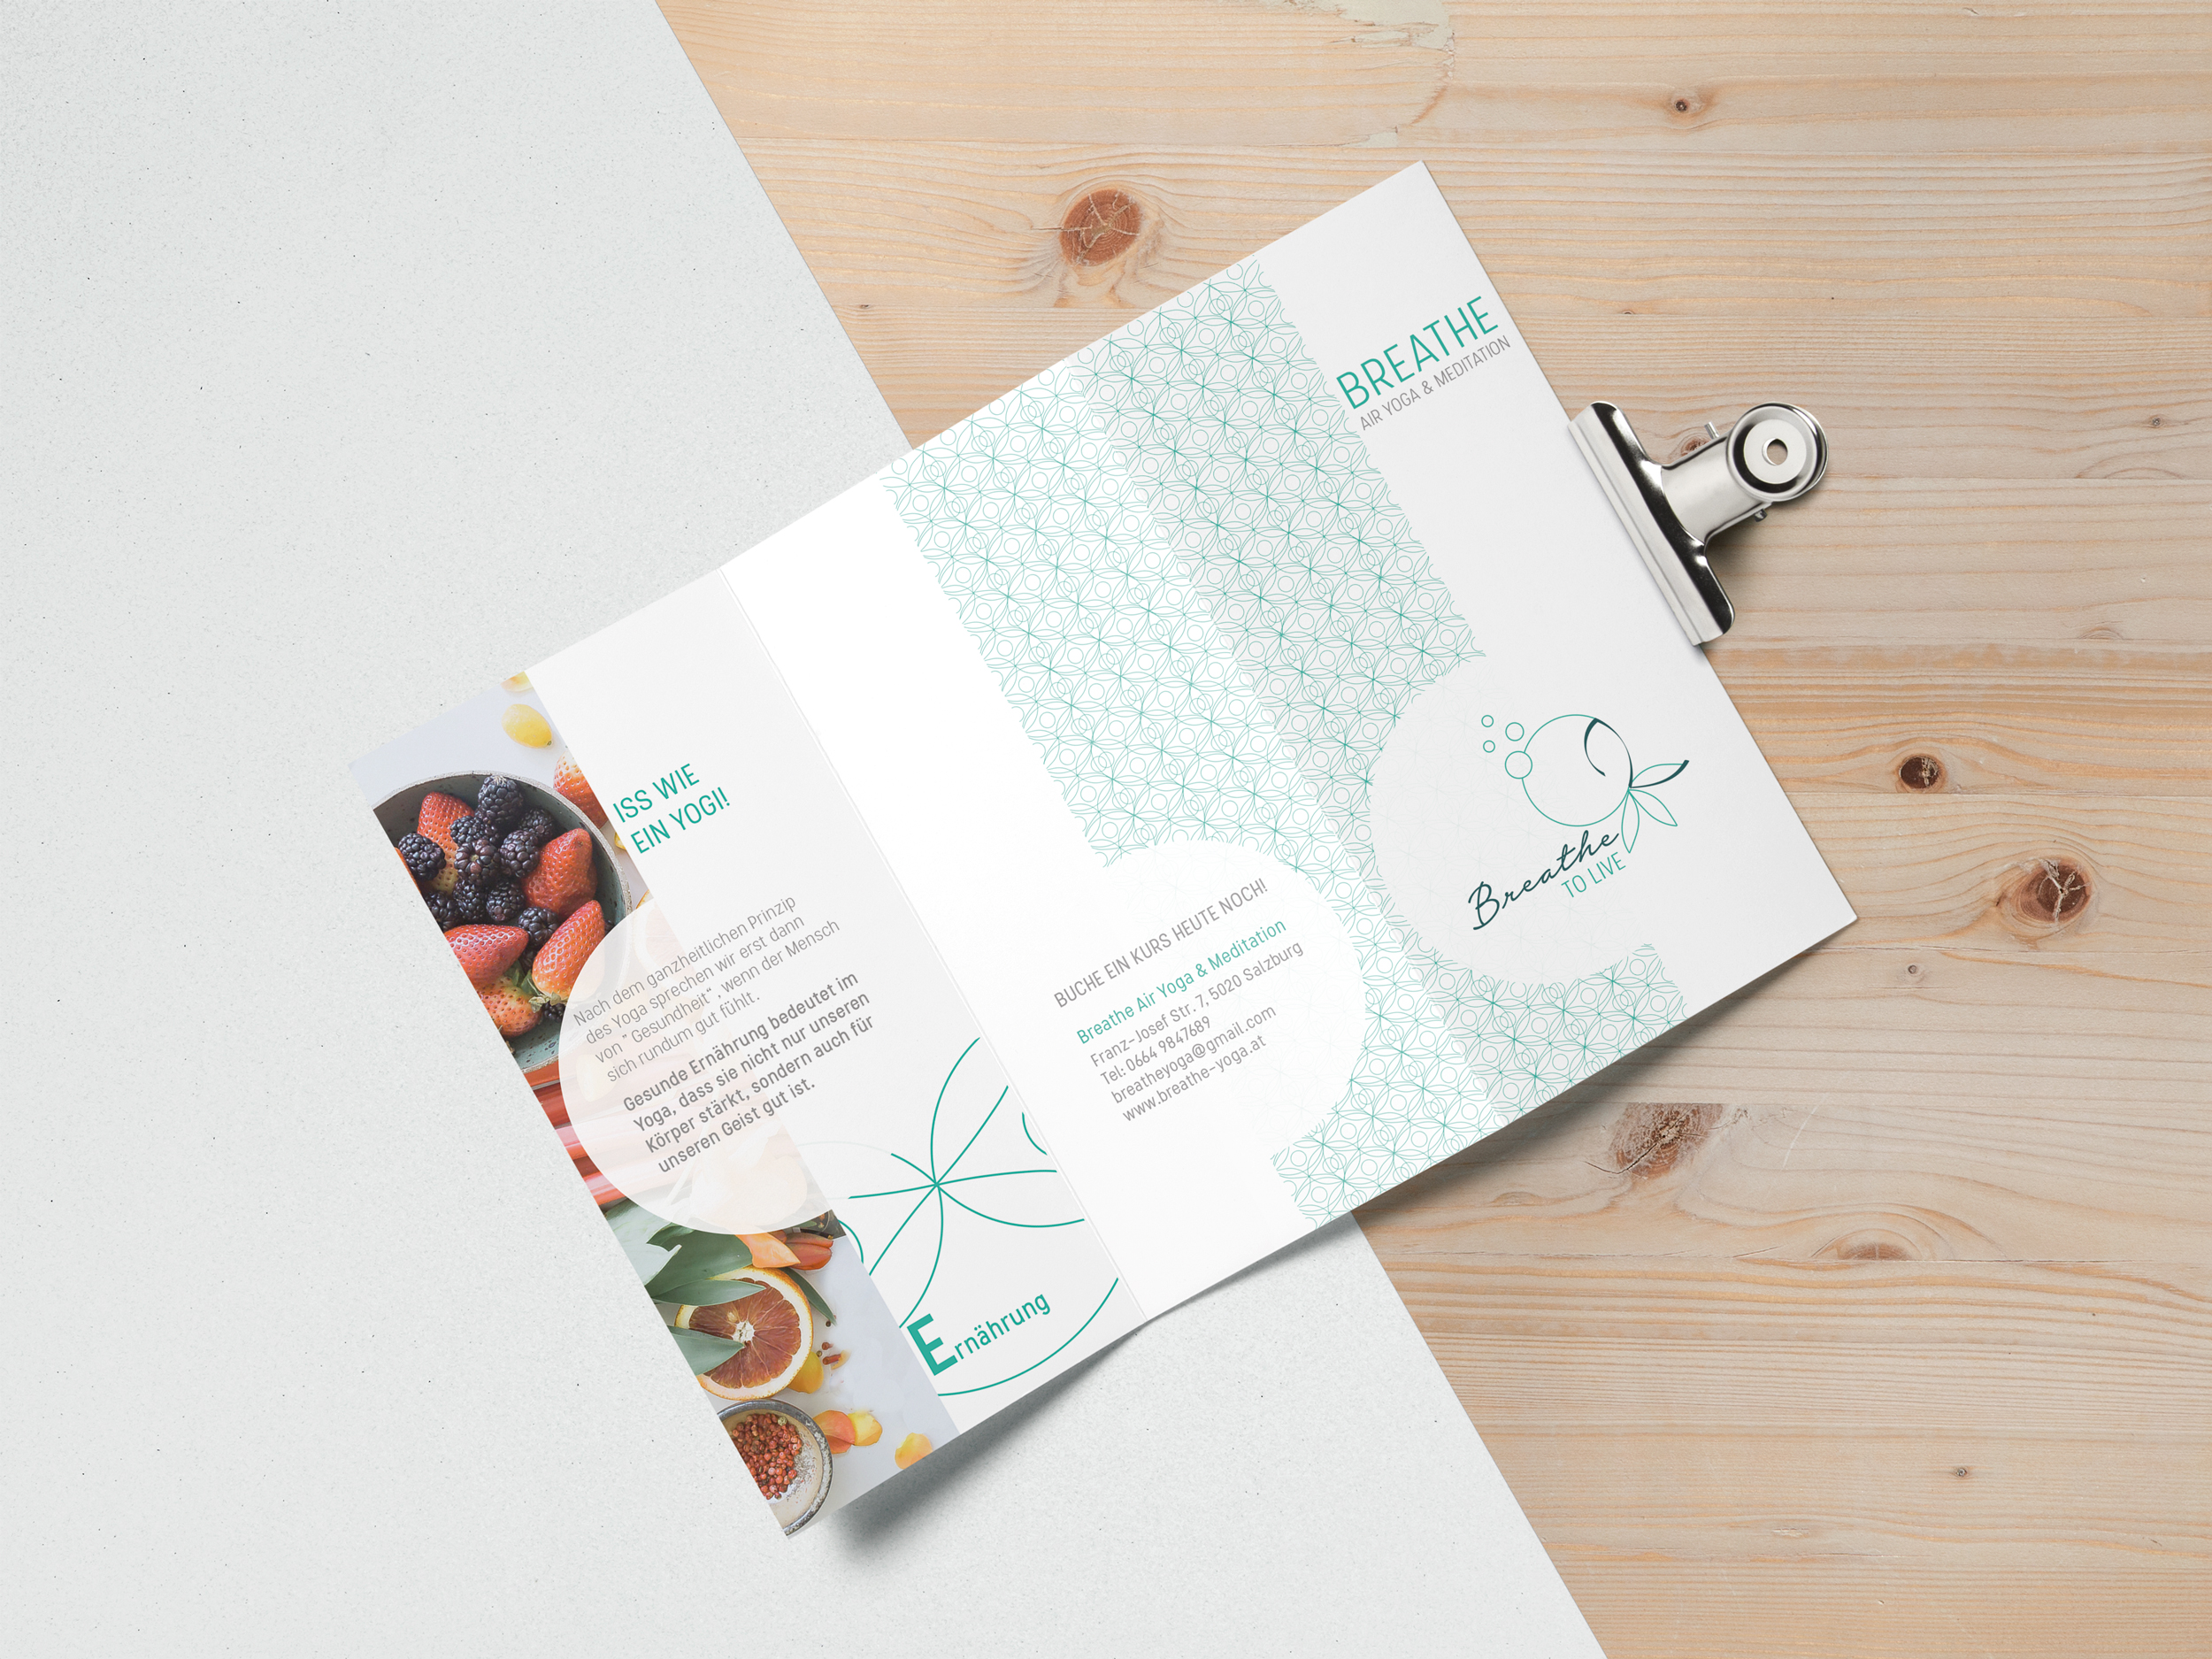 ISS WIE
EIN YOGI!
Nach dem ganzheitlichen Prinzip
des Yoga sprechen wir erst dann
von " Gesundheit" , wenn der Mensch
sich rundum gut fühlt.
Gesunde Ernährung bedeutet im
Yoga, dass sie nicht nur unseren
Körper stärkt, sondern auch für
unseren Geist gut ist.
Ernährung
BUCHE EIN KURS HEUTE NOCH!
Breathe Air Yoga & Meditation
Franz-Josef Str. 7, 5020 Salzburg
Tel: 0664 9847689
breatheyoga@gmail.com
www.breathe-yoga.at
BREATHE
AIR YOGA & MEDITATION
Breathe
TO LIVE